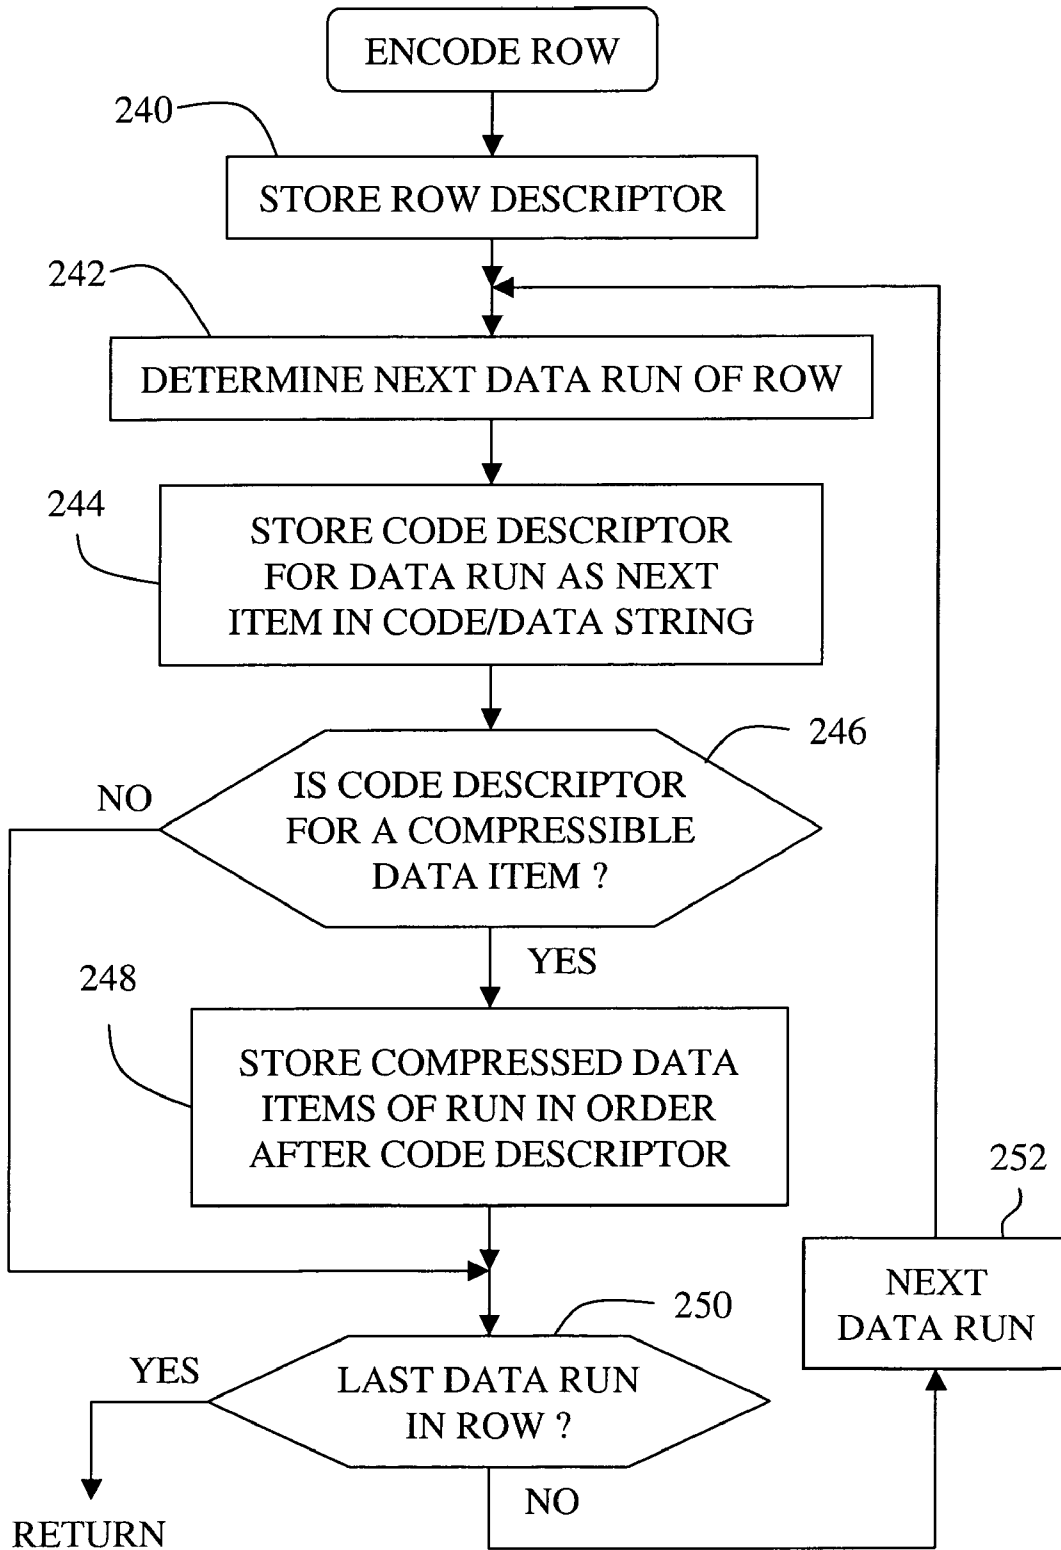 ENCODE ROW
240
STORE ROW DESCRIPTOR
242
DETERMINE NEXT DATA RUN OF ROW
244
STORE CODE DESCRIPTOR
FOR DATA RUN AS NEXT
ITEM IN CODE/DATA STRING
246
NO
IS CODE DESCRIPTOR
FOR A COMPRESSIBLE
DATA ITEM ?
YES
248
STORE COMPRESSED DATA
ITEMS OF RUN IN ORDER
AFTER CODE DESCRIPTOR
252
NEXT
DATA RUN
250
YES
LAST DATA RUN
IN ROW ?
NO
RETURN